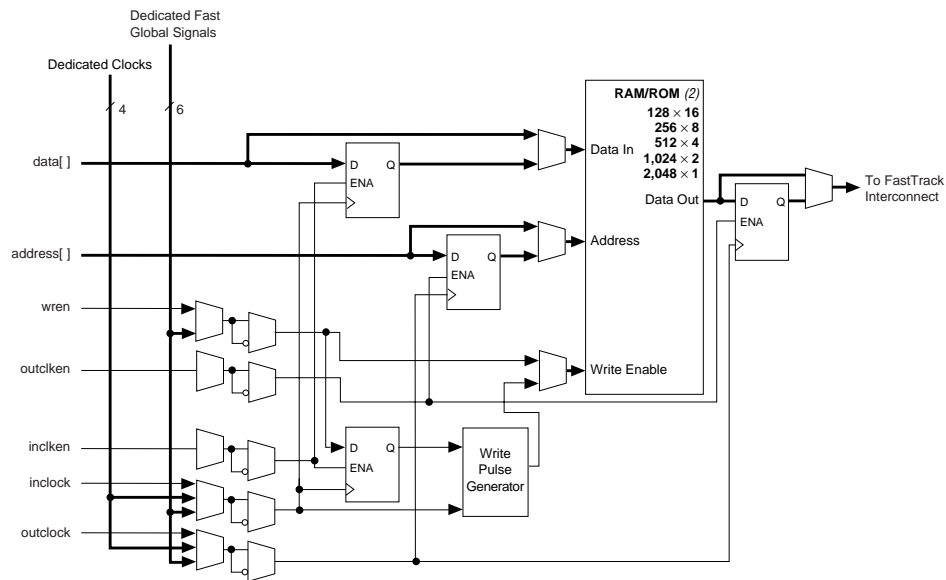 Dedicated Fast
Global Signals
Dedicated Clocks
4
6
RAM/ROM (2)
128 × 16
256 × 8
512 × 4
1,024 × 2
2,048 × 1
data[ ]
D
Q
ENA
Data In
Data Out
D
Q
ENA
To FastTrack
Interconnect
address[ ]
D
Q
ENA
Address
wren
outclken
Write Enable
inclken
D
Q
ENA
Write
Pulse
Generator
inclock
outclock